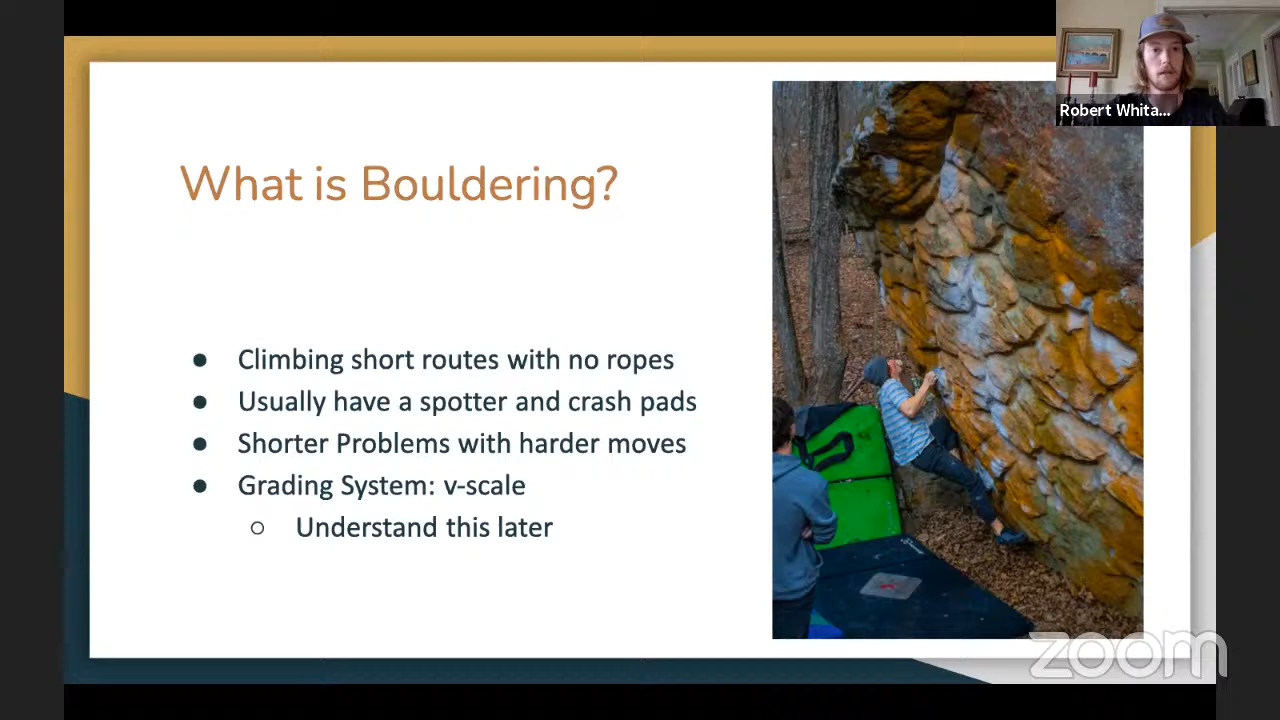 Robert Whita...
What is Bouldering?
● Climbing short routes with no ropes
● Usually have a spotter and crash pads
● Shorter Problems with harder moves
● Grading System: v-scale
○ Understand this later
zoom